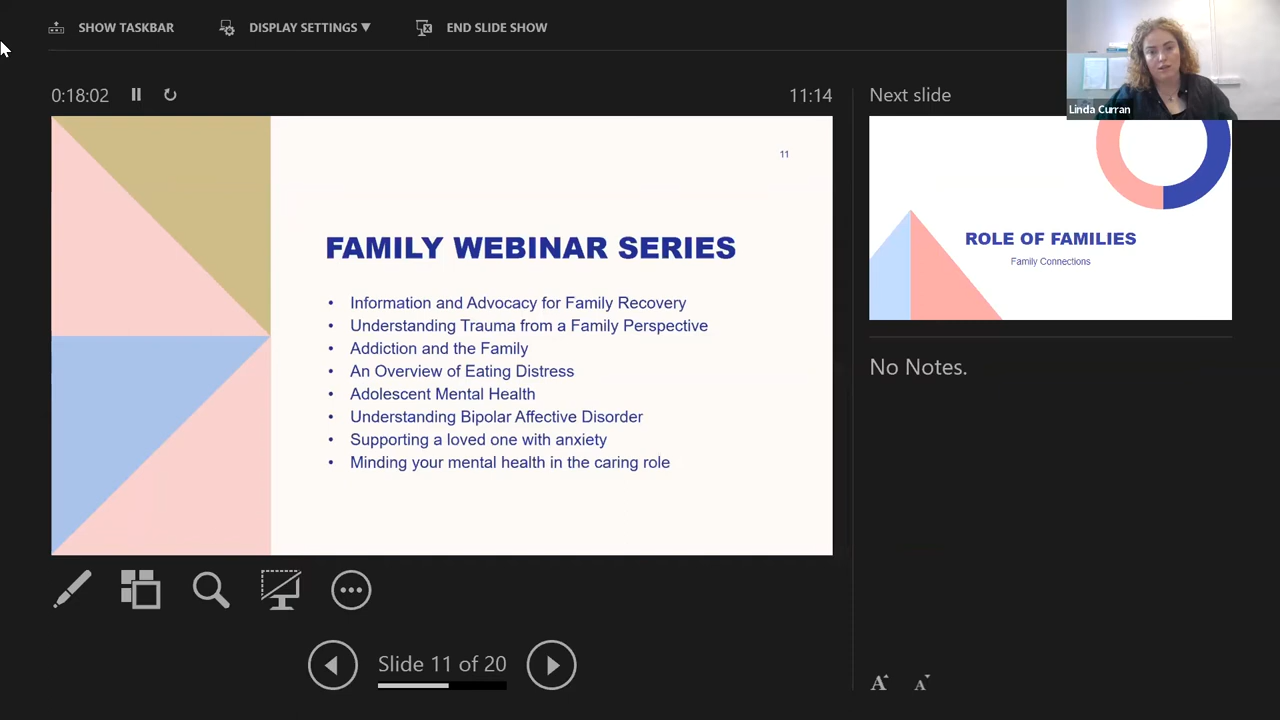 SHOW TASKBAR
DISPLAY SETTINGS ▼
END SLIDE SHOW
Linda Curran
0:18:02
11:14
Next slide
11
FAMILY WEBINAR SERIES
• Information and Advocacy for Family Recovery
• Understanding Trauma from a Family Perspective
• Addiction and the Family
• An Overview of Eating Distress
• Adolescent Mental Health
• Understanding Bipolar Affective Disorder
• Supporting a loved one with anxiety
• Minding your mental health in the caring role
ROLE OF FAMILIES
Family Connections
No Notes.
Slide 11 of 20
A A